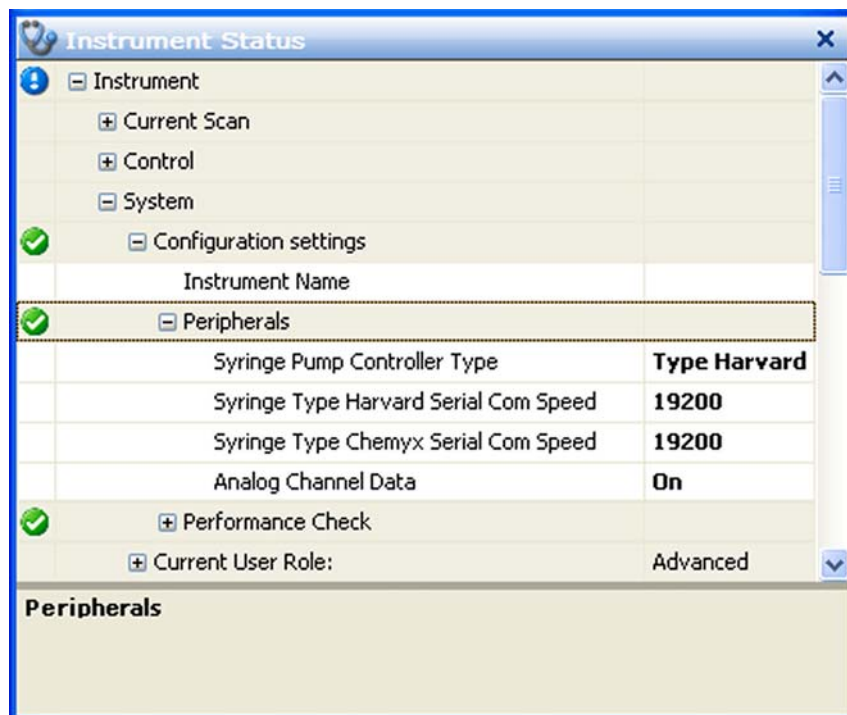 Instrument Status
Instrument
Current Scan
Control
System
Configuration settings
Instrument Name
Peripherals
Syringe Pump Controller Type Type Harvard
Syringe Type Harvard Serial Com Speed 19200
Syringe Type Chemyx Serial Com Speed 19200
Analog Channel Data On
Performance Check
Current User Role: Advanced
Peripherals